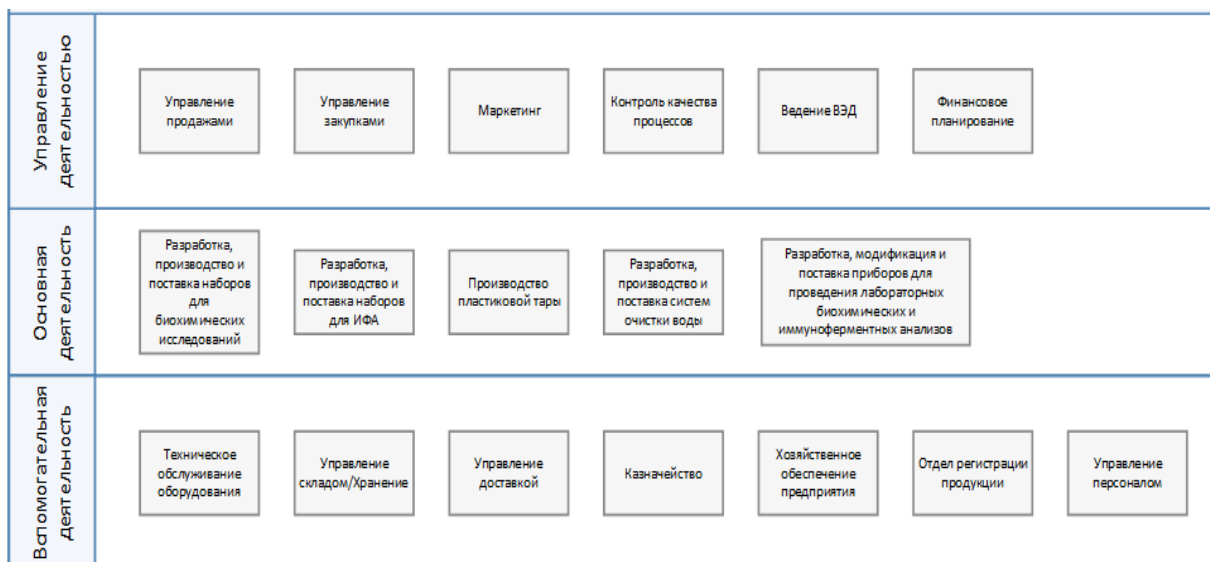 Управление
деятельностью
Управление
продажами
Управление
закупками
Маркетинг
Контроль качества
процессов
Ведение ВЭД
Финансовое
планирование
Основная
деятельность
Разработка,
производство и
поставка наборов
для
биохимических
исследований
Разработка,
производство и
поставка наборов
для ИФА
Производство
пластиковой тары
Разработка,
производство и
поставка систем
очистки воды
Разработка, модификация и
поставка приборов для
проведения лабораторных
биохимических и
иммуноферментных анализов
Вспомогательная
деятельность
Техническое
обслуживание
оборудования
Управление
складом/Хранение
Управление
доставкой
Казначейство
Хозяйственное
обеспечение
предприятия
Отдел регистрации
продукции
Управление
персоналом